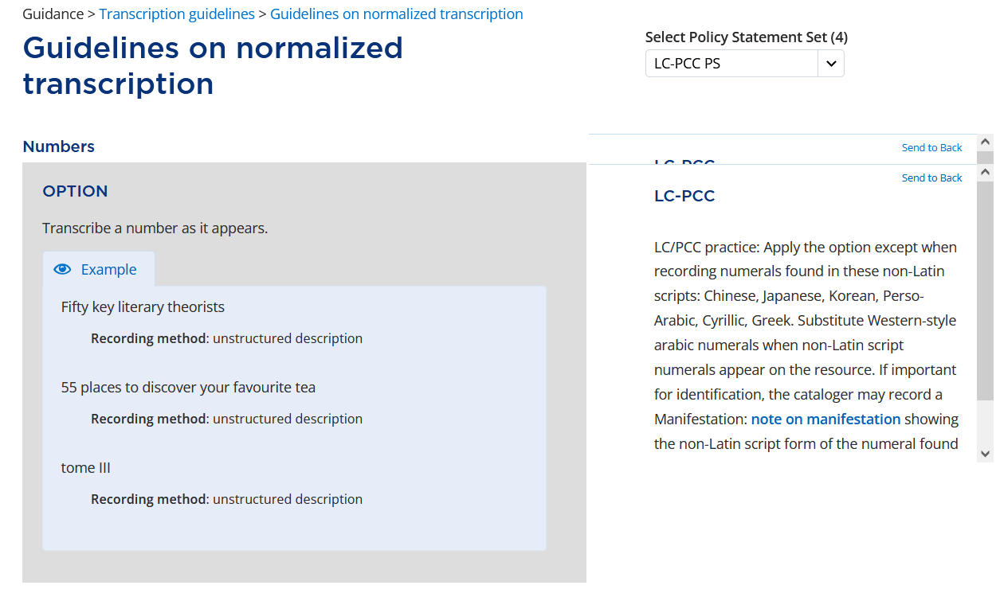 Guidance > Transcription guidelines > Guidelines on normalized transcription
Guidelines on normalized
transcription
Select Policy Statement Set (4)
LC-PCC PS
Numbers
OPTION
Transcribe a number as it appears.
Example
Fifty key literary theorists
Recording method: unstructured description
55 places to discover your favourite tea
Recording method: unstructured description
tome III
Recording method: unstructured description
Send to Back
LC-PCC
Send to Back
LC-PCC
LC/PCC practice: Apply the option except when
recording numerals found in these non-Latin
scripts: Chinese, Japanese, Korean, Perso-
Arabic, Cyrillic, Greek. Substitute Western-style
arabic numerals when non-Latin script
numerals appear on the resource. If important
for identification, the cataloger may record a
Manifestation: note on manifestation showing
the non-Latin script form of the numeral found